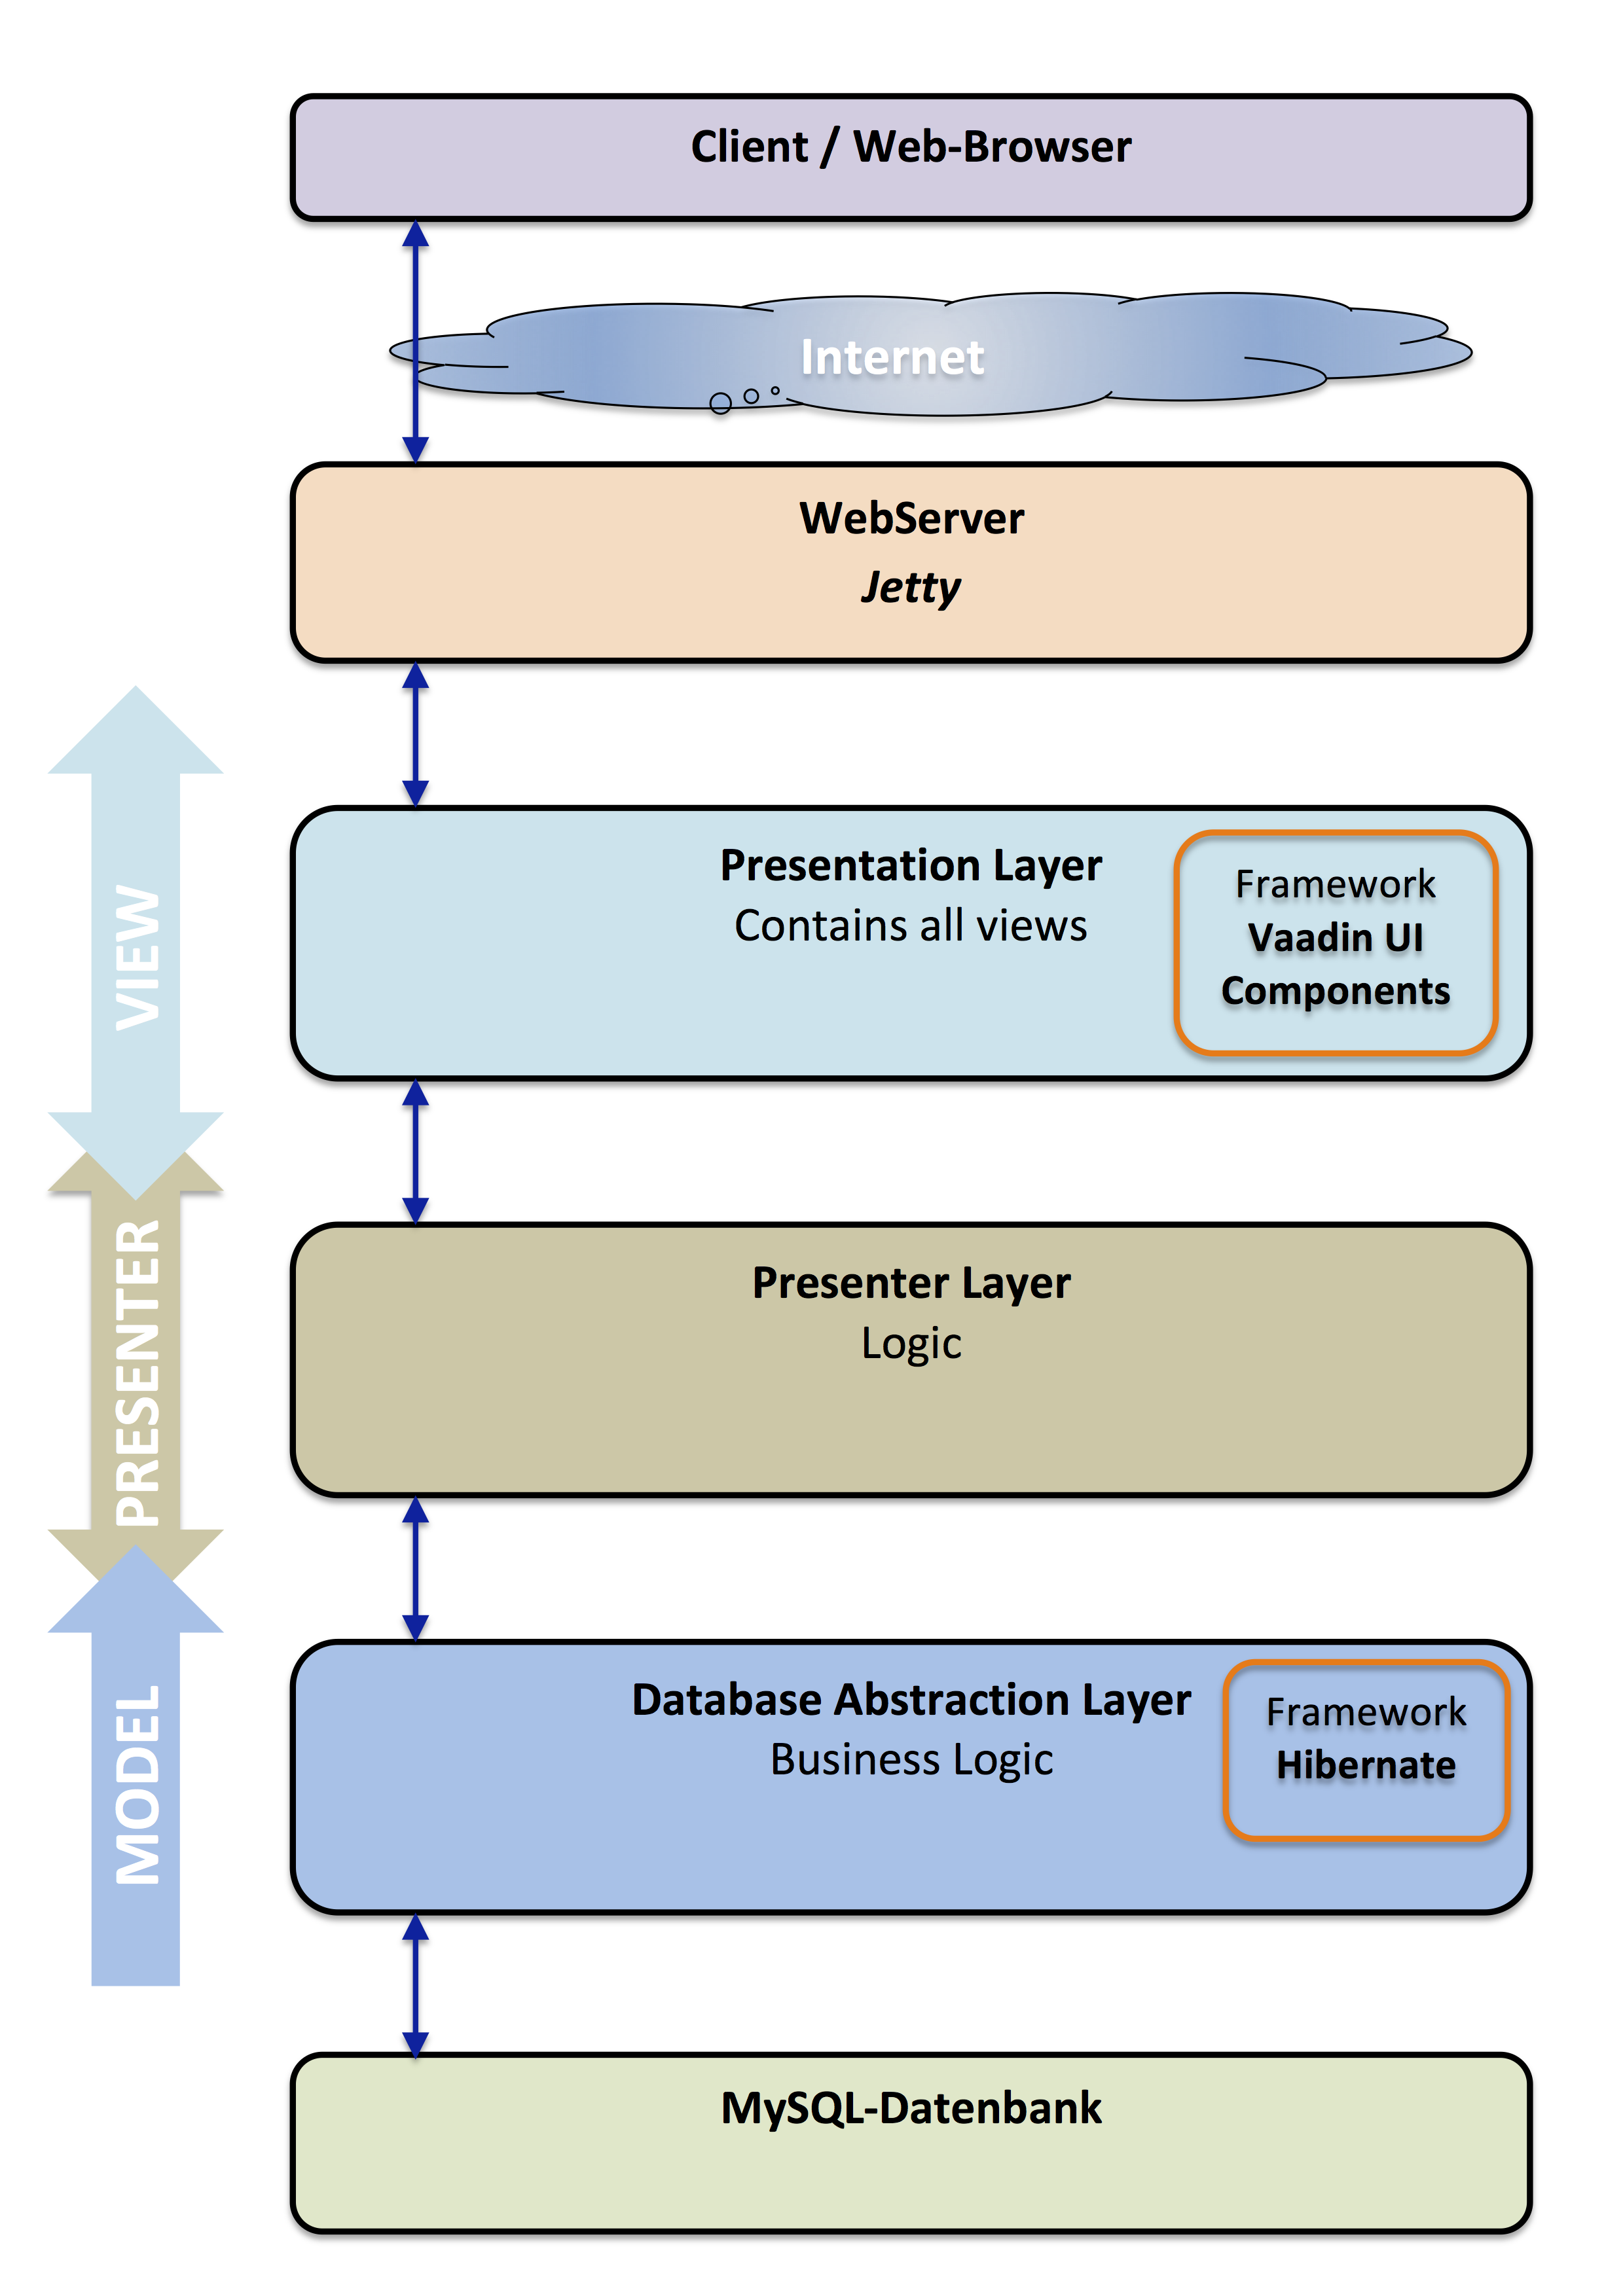 Client / Web-Browser
Internet
WebServer
Jetty
VIEW
Presentation Layer
Contains all views
Framework
Vaadin UI
Components
PRESENTER
Presenter Layer
Logic
MODEL
Database Abstraction Layer
Business Logic
Framework
Hibernate
MySQL-Datenbank